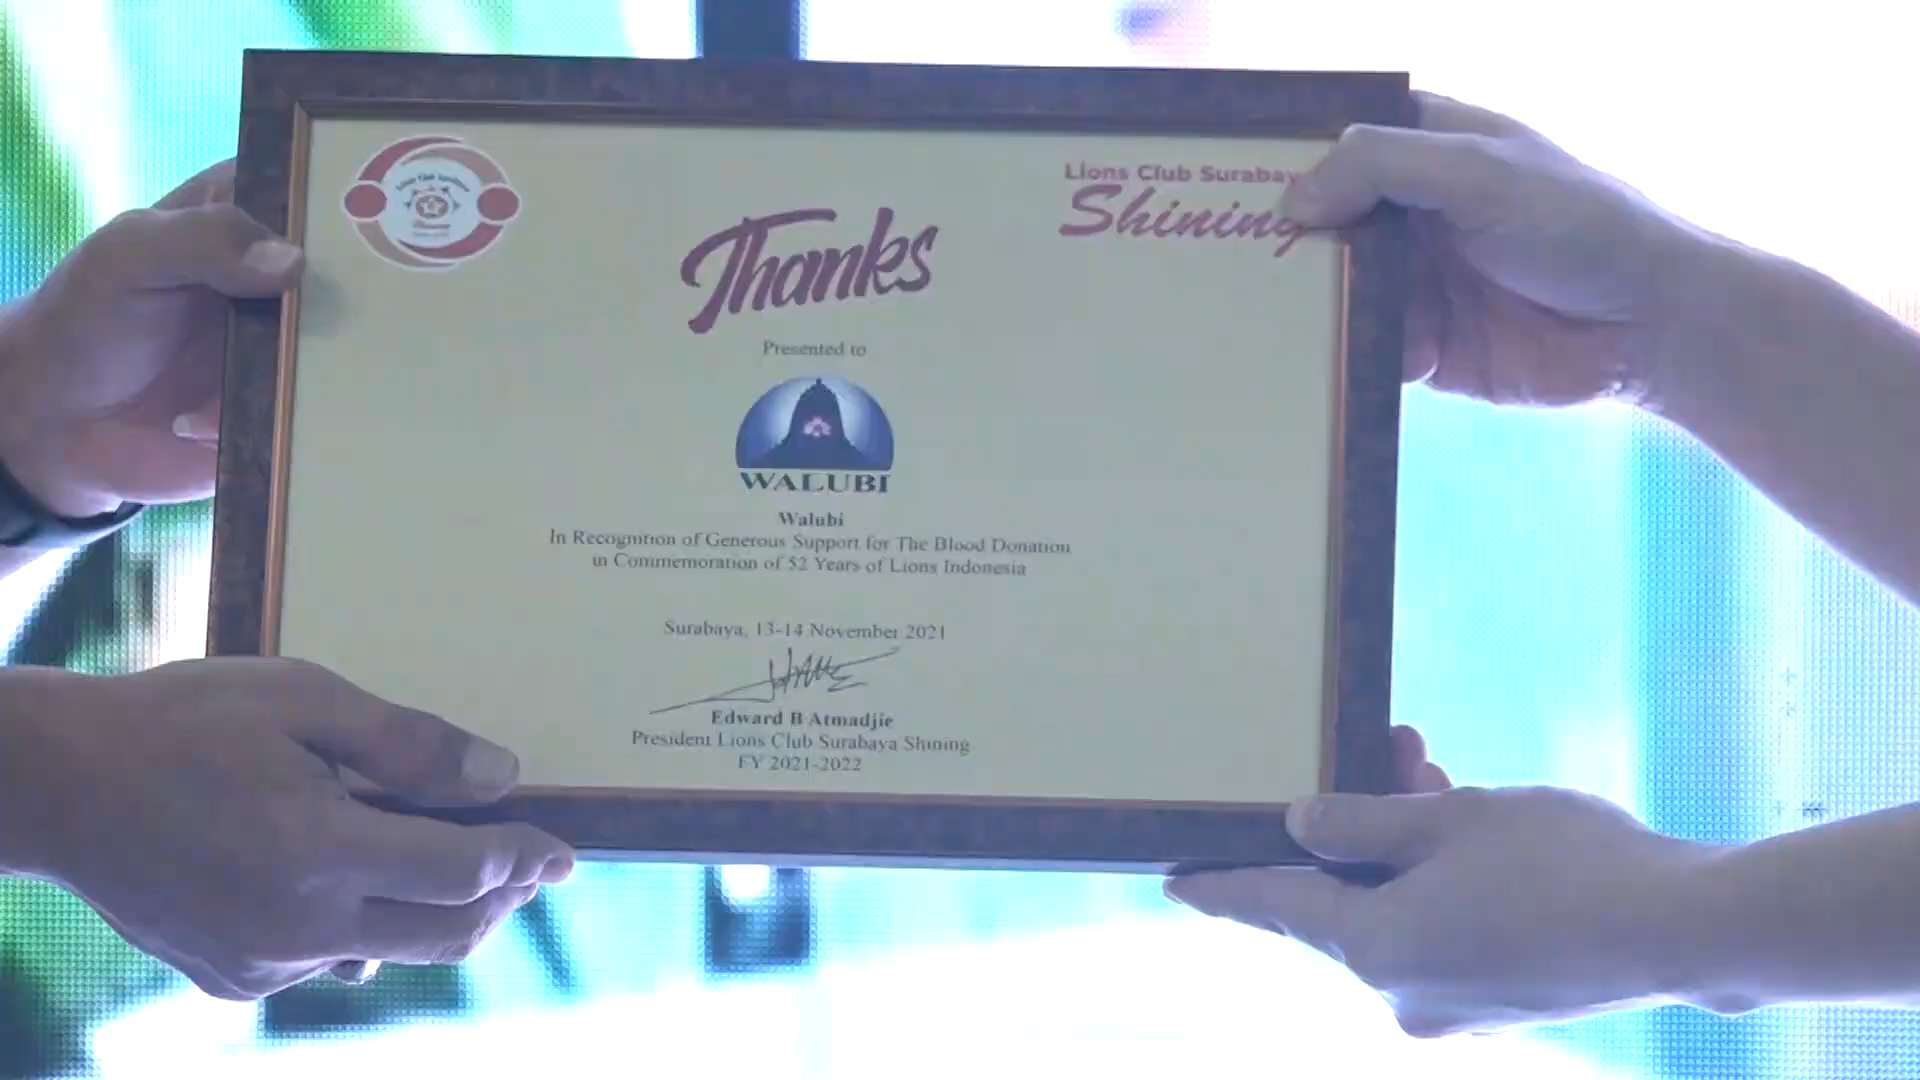 Lions Club Surabay
Shining
Thanks
Presented to
WALUBI
Walubi
In Recognition of Generous Support for The Blood Donation
in Commemoration of 52 Years of Lions Indonesia
Surabaya, 13-14 November 2021
Edward B Atmadjie
President Lions Club Surabaya Shining
FY 2021-2022